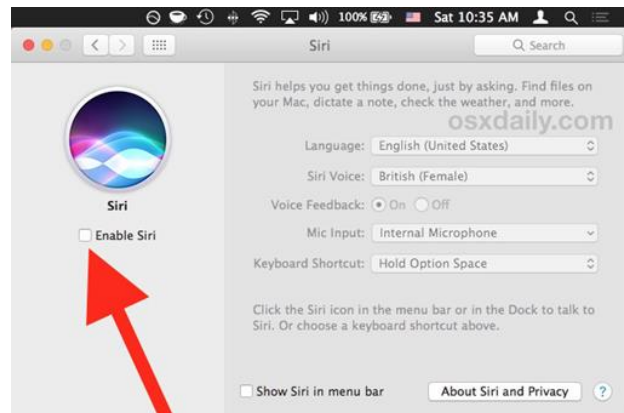 100% Sat 10:35 AM
Siri
Search
Siri helps you get things done, just by asking. Find files on
your Mac, dictate a note, check the weather, and more.
osxdaily.com
Language: English (United States)
Siri Voice: British (Female)
Siri
Voice Feedback: On Off
Enable Siri
Mic Input: Internal Microphone
Keyboard Shortcut: Hold Option Space
Click the Siri icon in the menu bar or in the Dock to talk to
Siri. Or choose a keyboard shortcut above.
Show Siri in menu bar
About Siri and Privacy
?